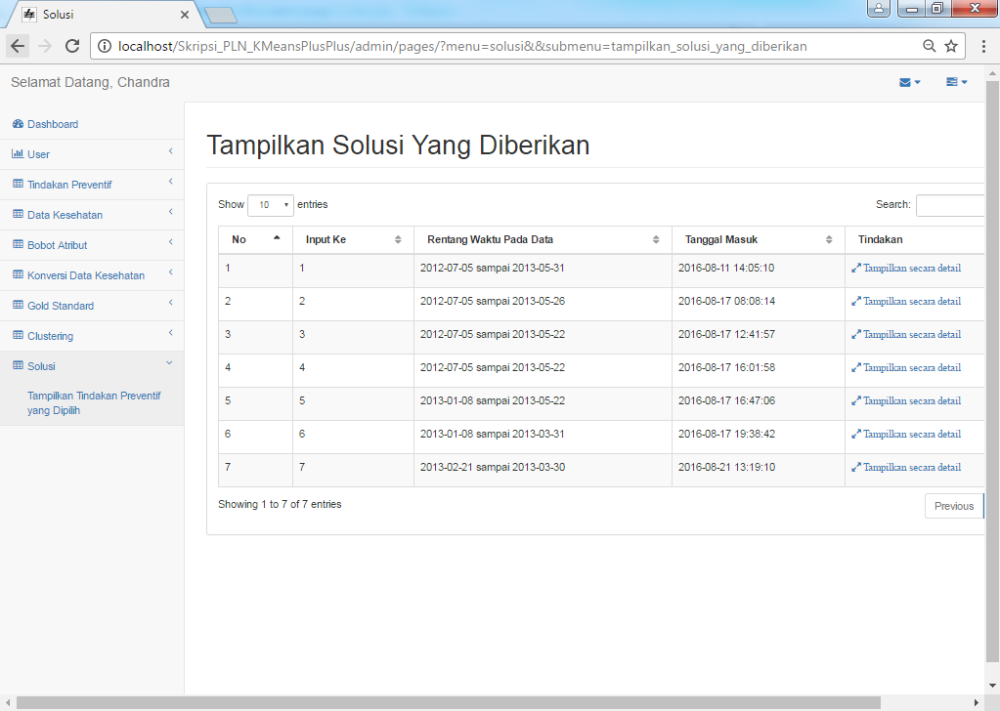 Solusi
localhost/Skripsi_PLN_KMeansPlusPlus/admin/pages/?menu=solusi&&submenu=tampilkan_solusi_yang_diberikan
Selamat Datang, Chandra
Dashboard
User
Tindakan Preventif
Data Kesehatan
Bobot Atribut
Konversi Data Kesehatan
Gold Standard
Clustering
Solusi
Tampilkan Tindakan Preventif
yang Dipilih
Tampilkan Solusi Yang Diberikan
Show 10 entries Search:
No Input Ke Rentang Waktu Pada Data Tanggal Masuk Tindakan
1 1 2012-07-05 sampai 2013-05-31 2016-08-11 14:05:10 Tampilkan secara detail
2 2 2012-07-05 sampai 2013-05-26 2016-08-17 08:08:14 Tampilkan secara detail
3 3 2012-07-05 sampai 2013-05-22 2016-08-17 12:41:57 Tampilkan secara detail
4 4 2012-07-05 sampai 2013-05-22 2016-08-17 16:01:58 Tampilkan secara detail
5 5 2013-01-08 sampai 2013-05-22 2016-08-17 16:47:06 Tampilkan secara detail
6 6 2013-01-08 sampai 2013-03-31 2016-08-17 19:38:42 Tampilkan secara detail
7 7 2013-02-21 sampai 2013-03-30 2016-08-21 13:19:10 Tampilkan secara detail
Showing 1 to 7 of 7 entries
Previous